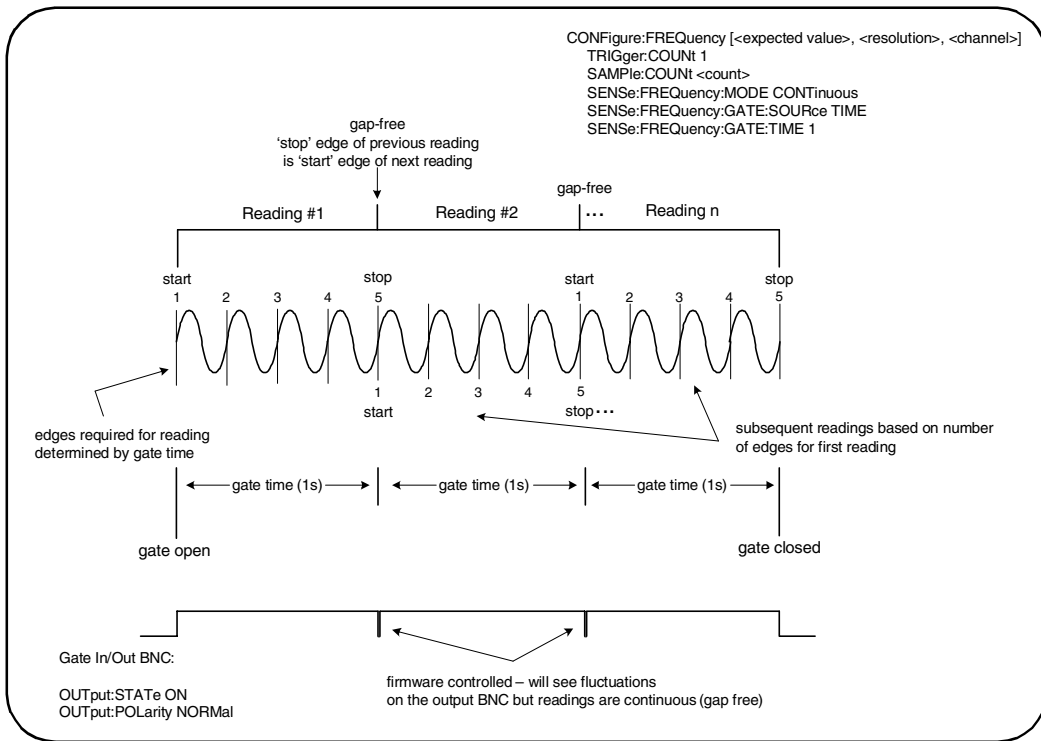 CONFigure:FREQuency [<expected value>, <resolution>, <channel>]
TRIGger:COUNt 1
SAMPle:COUNt <count>
SENSe:FREQuency:MODE CONTinuous
SENSe:FREQuency:GATE:SOURce TIME
SENSe:FREQuency:GATE:TIME 1
gap-free
‘stop’ edge of previous reading
is ‘start’ edge of next reading
gap-free
Reading #1
Reading #2
...
Reading n
start
stop
start
stop
1 2 3 4 5 1 2 3 4 5
1 2 3 4 5
start
stop...
edges required for reading
determined by gate time
subsequent readings based on number
of edges for first reading
gate time (1s)
gate time (1s)
gate time (1s)
gate open
gate closed
Gate In/Out BNC:
OUTput:STATe ON
OUTput:POLarity NORMal
firmware controlled – will see fluctuations
on the output BNC but readings are continuous (gap free)